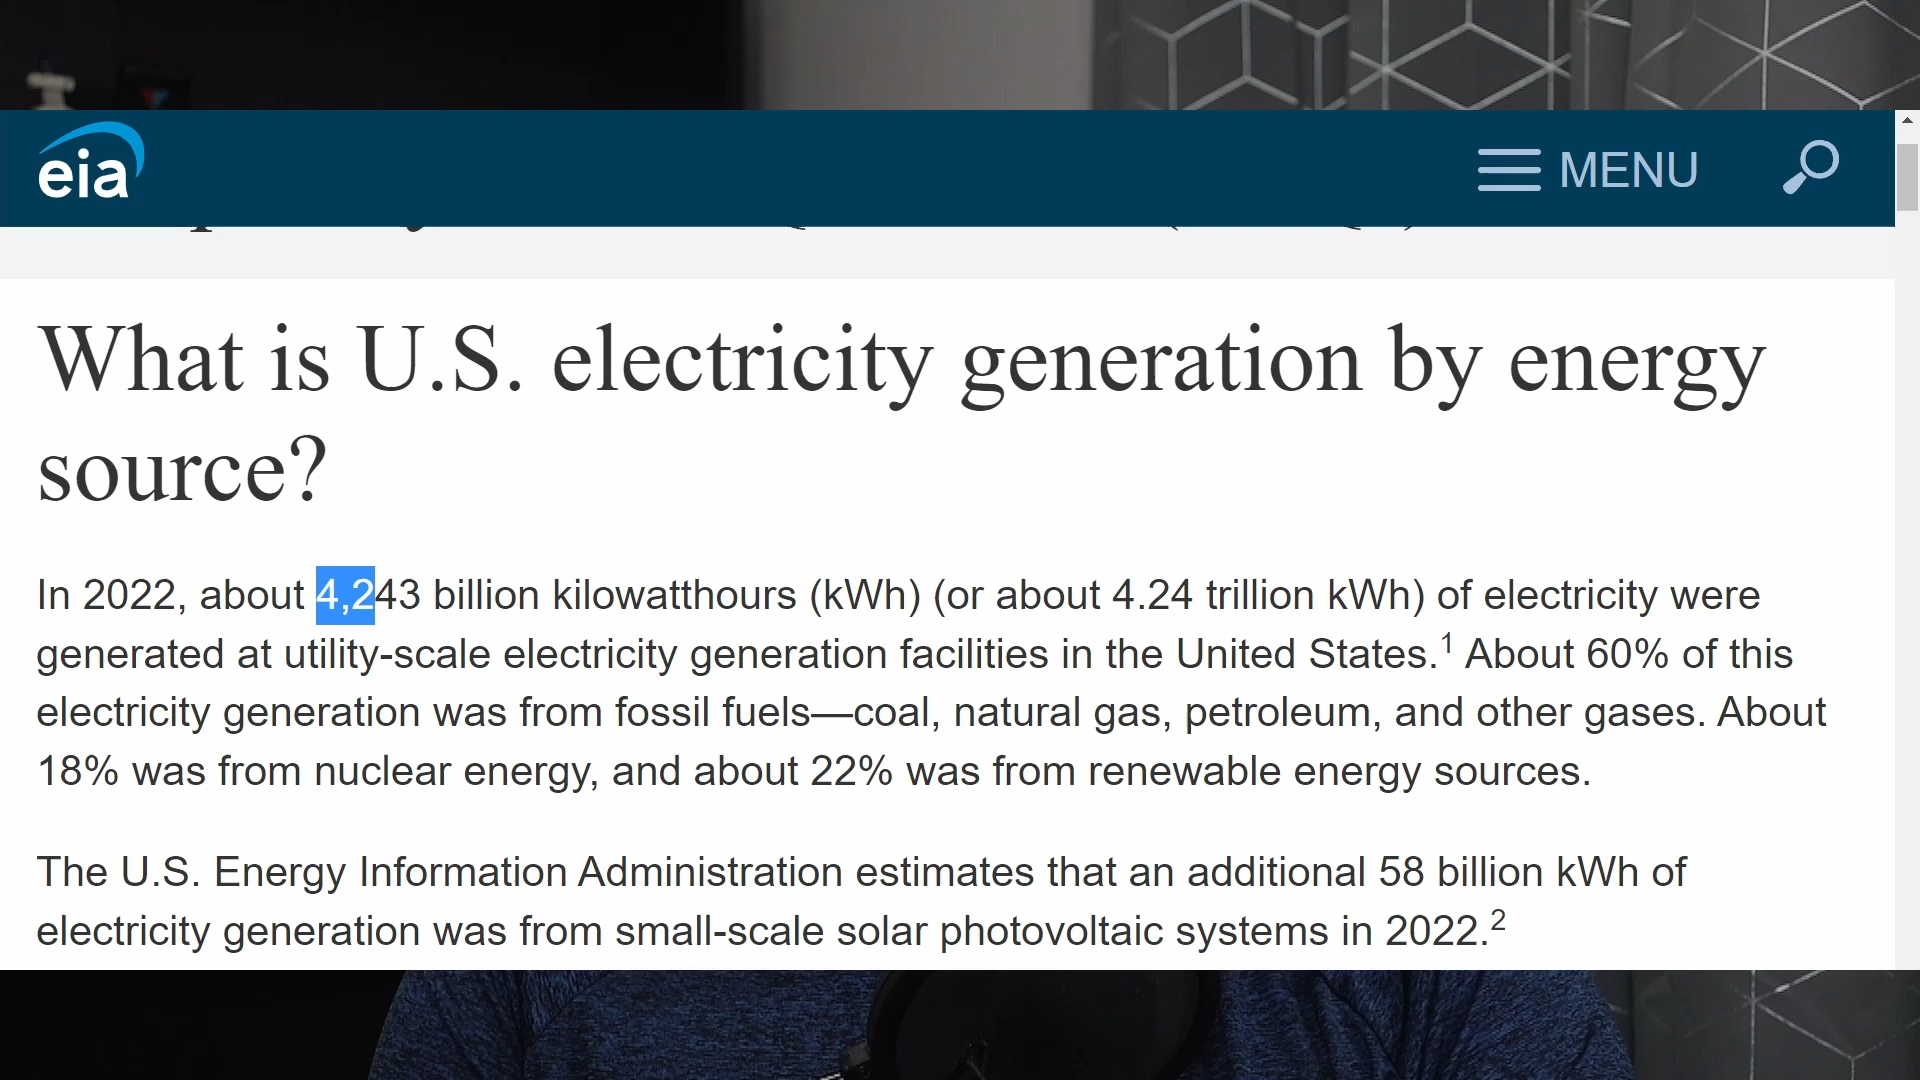 eia
MENU
What is U.S. electricity generation by energy
source?
In 2022, about 4,243 billion kilowatthours (kWh) (or about 4.24 trillion kWh) of electricity were
generated at utility-scale electricity generation facilities in the United States.1 About 60% of this
electricity generation was from fossil fuels—coal, natural gas, petroleum, and other gases. About
18% was from nuclear energy, and about 22% was from renewable energy sources.
The U.S. Energy Information Administration estimates that an additional 58 billion kWh of
electricity generation was from small-scale solar photovoltaic systems in 2022.2